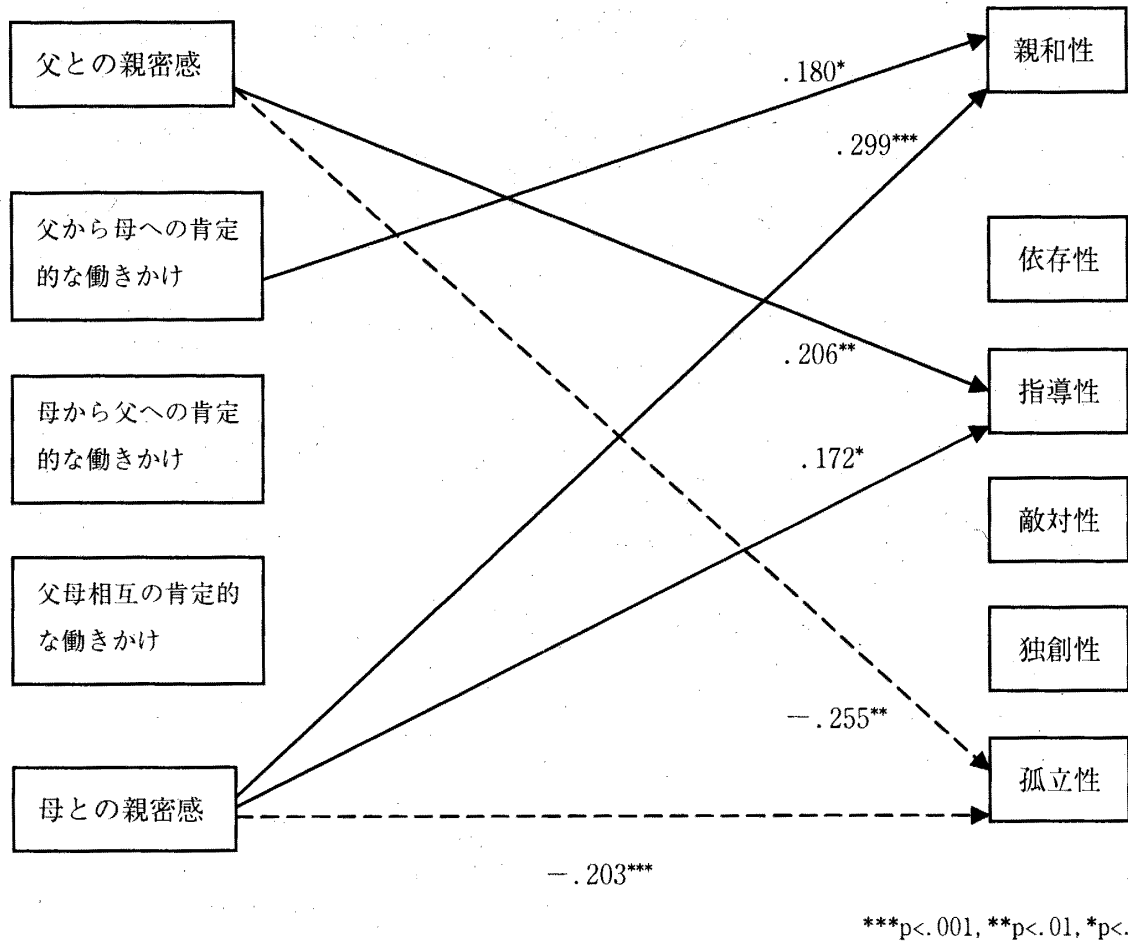 父との親密感
父から母への肯定
的な働きかけ
母から父への肯定
的な働きかけ
父母相互の肯定的
な働きかけ
母との親密感
.180*
.299***
.206**
.172*
−.255**
−.203***
親和性
依存性
指導性
敵対性
独創性
孤立性
***p<.001, **p<.01, *p<.